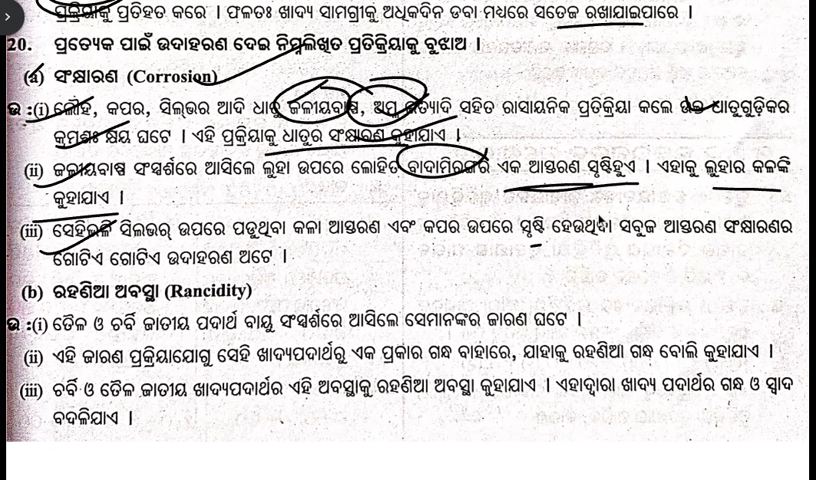 ପ୍ରକ୍ରିୟାକୁ ପ୍ରତିହତ କରେ । ଫଳତଃ ଖାଦ୍ୟ ସାମଗ୍ରୀକୁ ଅଧିକଦିନ ଡବା ମଧ୍ୟରେ ସତେଜ ରଖାଯାଇପାରେ ।
20. ପ୍ରତ୍ୟେକ ପାଇଁ ଉଦାହରଣ ଦେଇ ନିମ୍ନଲିଖିତ ପ୍ରତିକ୍ରିୟାକୁ ବୁଝାଅ ।
(a) ସଂକ୍ଷାରଣ (Corrosion)
ଉ :(i) ଲୌହ, କପର, ସିଲ୍‌ଭର ଆଦି ଧାତୁ ଜଳୀୟବାଷ୍ପ, ଅମ୍ଳ ଇତ୍ୟାଦି ସହିତ ରାସାୟନିକ ପ୍ରତିକ୍ରିୟା କଲେ ଉକ୍ତ ଧାତୁଗୁଡ଼ିକର
କ୍ରମଶଃ କ୍ଷୟ ଘଟେ । ଏହି ପ୍ରକ୍ରିୟାକୁ ଧାତୁର ସଂକ୍ଷାରଣ କୁହାଯାଏ ।
(ii) ଜଳୀୟବାଷ୍ପ ସଂସ୍ପର୍ଶରେ ଆସିଲେ ଲୁହା ଉପରେ ଲୋହିତ ବାଦାମିରଙ୍ଗର ଏକ ଆସ୍ତରଣ ସୃଷ୍ଟିହୁଏ । ଏହାକୁ ଲୁହାର କଳଙ୍କି
କୁହାଯାଏ ।
(iii) ସେହିଭଳି ସିଲଭର୍ ଉପରେ ପଡୁଥିବା କଳା ଆସ୍ତରଣ ଏବଂ କପର ଉପରେ ସୃଷ୍ଟି ହେଉଥିବା ସବୁଜ ଆସ୍ତରଣ ସଂକ୍ଷାରଣର
ଗୋଟିଏ ଗୋଟିଏ ଉଦାହରଣ ଅଟେ ।
(b) ରହଣିଆ ଅବସ୍ଥା (Rancidity)
ଉ :(i) ତୈଳ ଓ ଚର୍ବି ଜାତୀୟ ପଦାର୍ଥ ବାୟୁ ସଂସ୍ପର୍ଶରେ ଆସିଲେ ସେମାନଙ୍କର ଜାରଣ ଘଟେ ।
(ii) ଏହି ଜାରଣ ପ୍ରକ୍ରିୟାଯୋଗୁ ସେହି ଖାଦ୍ୟପଦାର୍ଥରୁ ଏକ ପ୍ରକାର ଗନ୍ଧ ବାହାରେ, ଯାହାକୁ ରହଣିଆ ଗନ୍ଧ ବୋଲି କୁହାଯାଏ ।
(iii) ଚର୍ବି ଓ ତୈଳ ଜାତୀୟ ଖାଦ୍ୟପଦାର୍ଥର ଏହି ଅବସ୍ଥାକୁ ରହଣିଆ ଅବସ୍ଥା କୁହାଯାଏ । ଏହାଦ୍ୱାରା ଖାଦ୍ୟ ପଦାର୍ଥର ଗନ୍ଧ ଓ ସ୍ୱାଦ
ବଦଳିଯାଏ ।